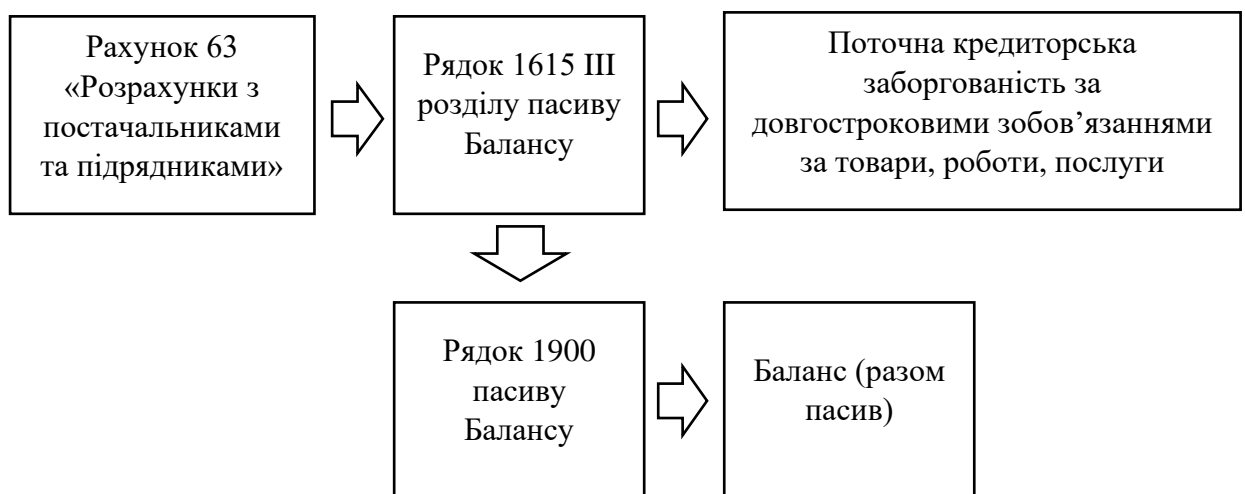 Рахунок 63
«Розрахунки з
постачальниками
та підрядниками»
Рядок 1615 ІІІ
розділу пасиву
Балансу
Поточна кредиторська
заборгованість за
довгостроковими зобов’язаннями
за товари, роботи, послуги
Рядок 1900
пасиву
Балансу
Баланс (разом
пасив)